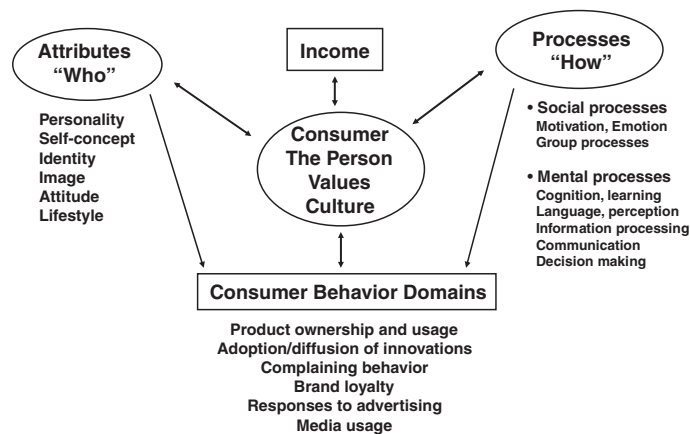 Attributes
“Who”
Personality
Self-concept
Identity
Image
Attitude
Lifestyle
Income
Processes
“How”
• Social processes
Motivation, Emotion
Group processes
• Mental processes
Cognition, learning
Language, perception
Information processing
Communication
Decision making
Consumer
The Person
Values
Culture
Consumer Behavior Domains
Product ownership and usage
Adoption/diffusion of innovations
Complaining behavior
Brand loyalty
Responses to advertising
Media usage